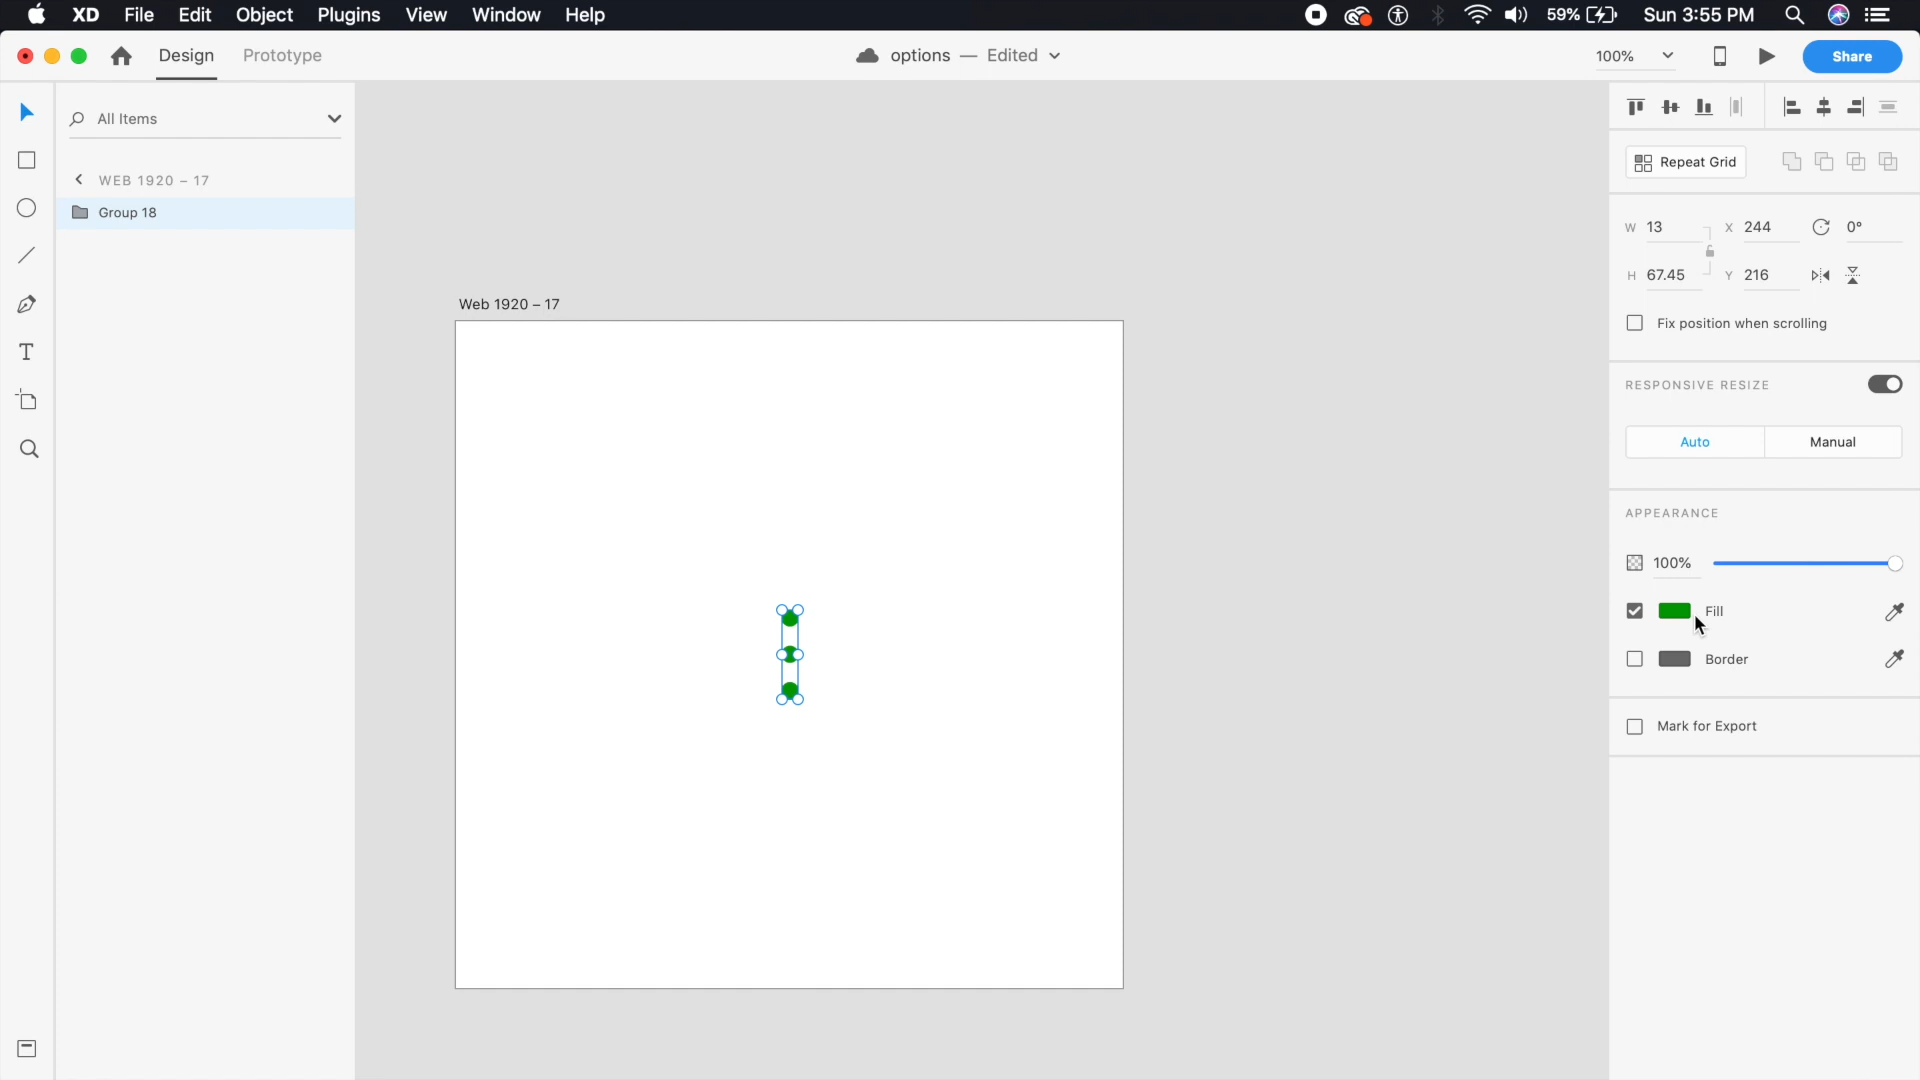 XD File Edit Object Plugins View Window Help 59% Sun 3:55 PM
Design Prototype options — Edited 100% Share
All Items
WEB 1920 – 17
Group 18
Web 1920 – 17
Repeat Grid
W 13 X 244 0°
H 67.45 Y 216
Fix position when scrolling
RESPONSIVE RESIZE
Auto Manual
APPEARANCE
100%
Fill
Border
Mark for Export